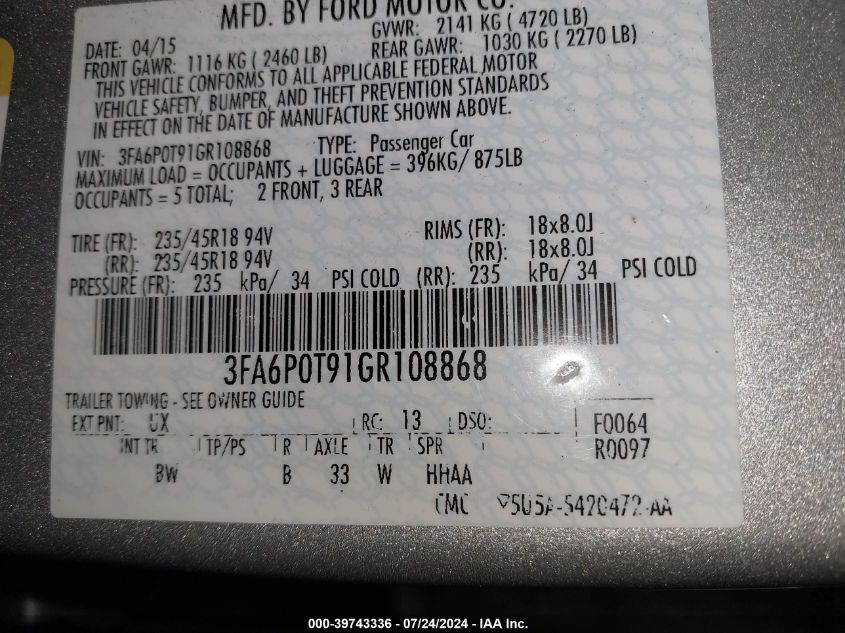 MFD. BY FORD MOTOR CO.
DATE: 04/15 GVWR: 2141 KG ( 4720 LB)
FRONT GAWR: 1116 KG ( 2460 LB) REAR GAWR: 1030 KG ( 2270 LB)
THIS VEHICLE CONFORMS TO ALL APPLICABLE FEDERAL MOTOR
VEHICLE SAFETY, BUMPER, AND THEFT PREVENTION STANDARDS
IN EFFECT ON THE DATE OF MANUFACTURE SHOWN ABOVE.
VIN: 3FA6P0T91GR108868 TYPE: Passenger Car
MAXIMUM LOAD = OCCUPANTS + LUGGAGE = 396KG/ 875LB
OCCUPANTS = 5 TOTAL; 2 FRONT, 3 REAR
TIRE (FR): 235/45R18 94V RIMS (FR): 18x8.0J
(RR): 235/45R18 94V (RR): 18x8.0J
PRESSURE (FR): 235 kPa/ 34 PSI COLD (RR): 235 kPa/ 34 PSI COLD
3FA6P0T91GR108868
TRAILER TOWING - SEE OWNER GUIDE
EXT PNT: UX RC: 13 DSO: F0064
INT TR TP/PS R AXLE TR SPR R0097
BW B 33 W HHAA
5U5A-5420472-AA
000-39743336 / 07/24/2024 - IAA Inc.